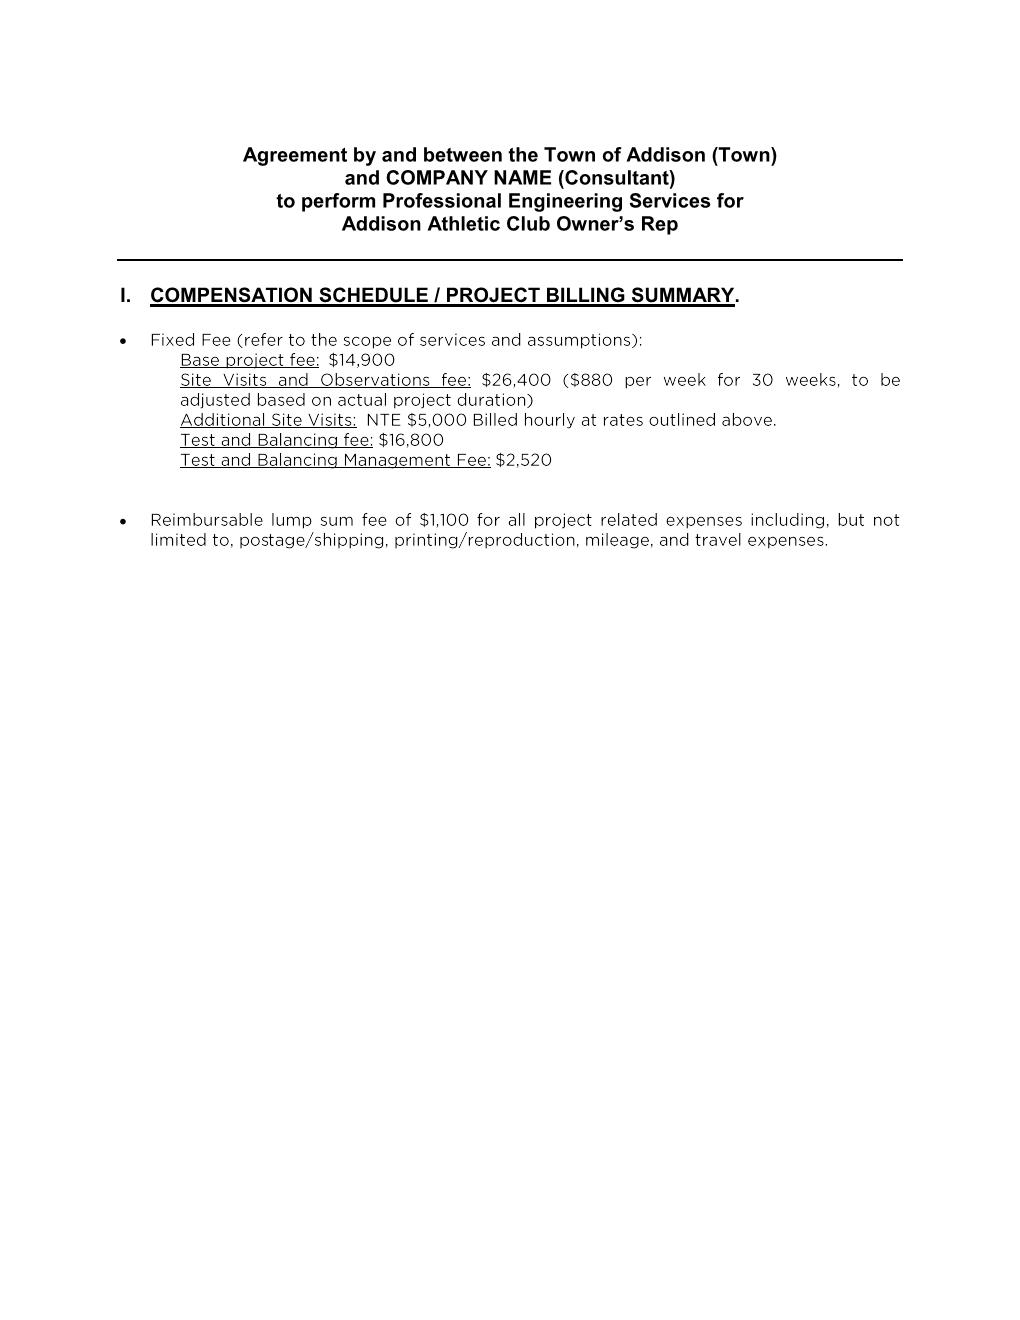 Agreement by and between the Town of Addison (Town)
and COMPANY NAME (Consultant)
to perform Professional Engineering Services for
Addison Athletic Club Owner’s Rep
I. COMPENSATION SCHEDULE / PROJECT BILLING SUMMARY.
• Fixed Fee (refer to the scope of services and assumptions):
Base project fee: $14,900
Site Visits and Observations fee: $26,400 ($880 per week for 30 weeks, to be
adjusted based on actual project duration)
Additional Site Visits: NTE $5,000 Billed hourly at rates outlined above.
Test and Balancing fee: $16,800
Test and Balancing Management Fee: $2,520
• Reimbursable lump sum fee of $1,100 for all project related expenses including, but not
limited to, postage/shipping, printing/reproduction, mileage, and travel expenses.